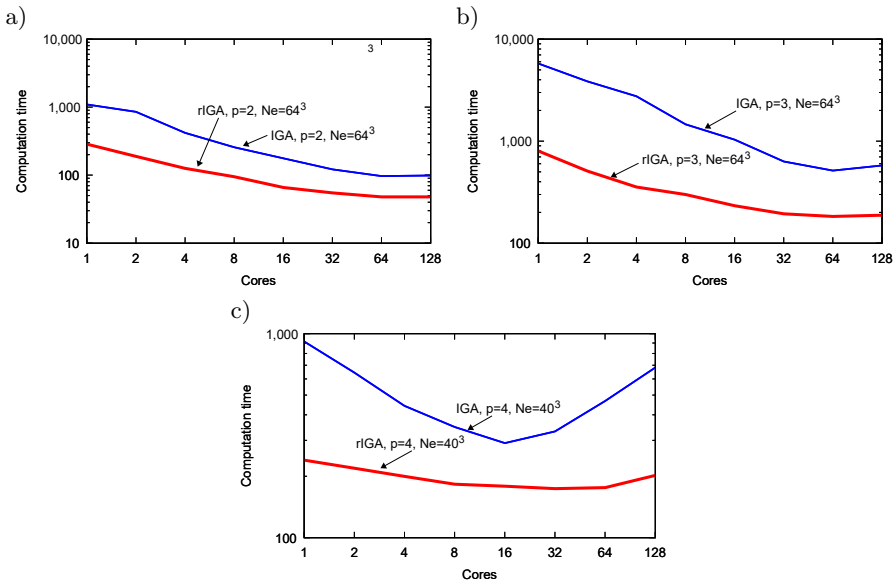 a)
10,000
1,000
100
10
Computation time
3
rIGA, p=2, Ne=64³
IGA, p=2, Ne=64³
1 2 4 8 16 32 64 128
Cores
b)
10,000
1,000
100
Computation time
IGA, p=3, Ne=64³
rIGA, p=3, Ne=64³
1 2 4 8 16 32 64 128
Cores
c)
1,000
100
Computation time
IGA, p=4, Ne=40³
rIGA, p=4, Ne=40³
1 2 4 8 16 32 64 128
Cores